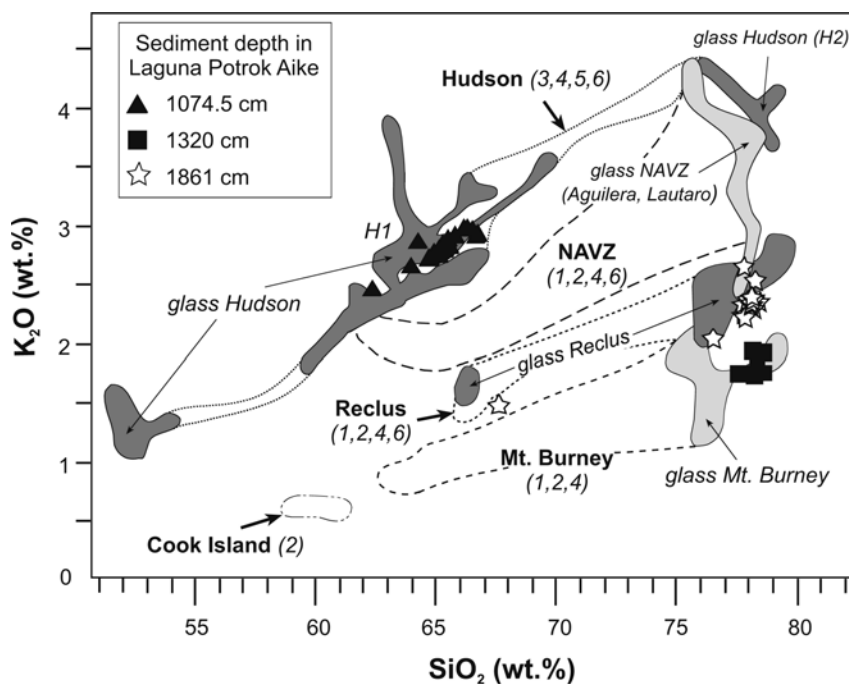 Sediment depth in
Laguna Potrok Aike
1074.5 cm
1320 cm
1861 cm
glass Hudson (H2)
Hudson (3,4,5,6)
glass NAVZ
(Aguilera, Lautaro)
H1
NAVZ
(1,2,4,6)
glass Hudson
glass Reclus
Reclus
(1,2,4,6)
Mt. Burney
(1,2,4)
glass Mt. Burney
Cook Island (2)
K₂O (wt.%)
4
3
2
1
0
55
60
65
70
75
80
SiO₂ (wt.%)